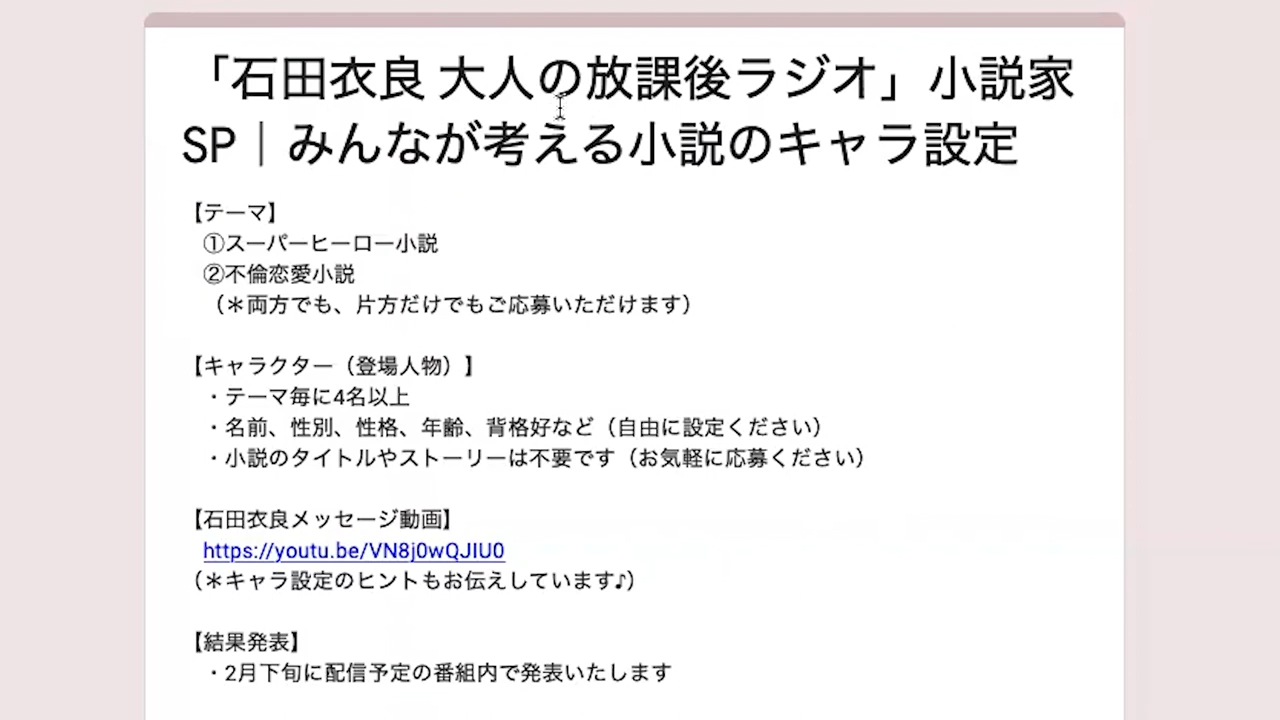 「石田衣良 大人の放課後ラジオ」小説家
SP｜みんなが考える小説のキャラ設定
【テーマ】
①スーパーヒーロー小説
②不倫恋愛小説
（＊両方でも、片方だけでもご応募いただけます）
【キャラクター（登場人物）】
・テーマ毎に4名以上
・名前、性別、性格、年齢、背格好など（自由に設定ください）
・小説のタイトルやストーリーは不要です（お気軽に応募ください）
【石田衣良メッセージ動画】
https://youtu.be/VN8j0wQJIU0
（＊キャラ設定のヒントもお伝えしています♪）
【結果発表】
・2月下旬に配信予定の番組内で発表いたします